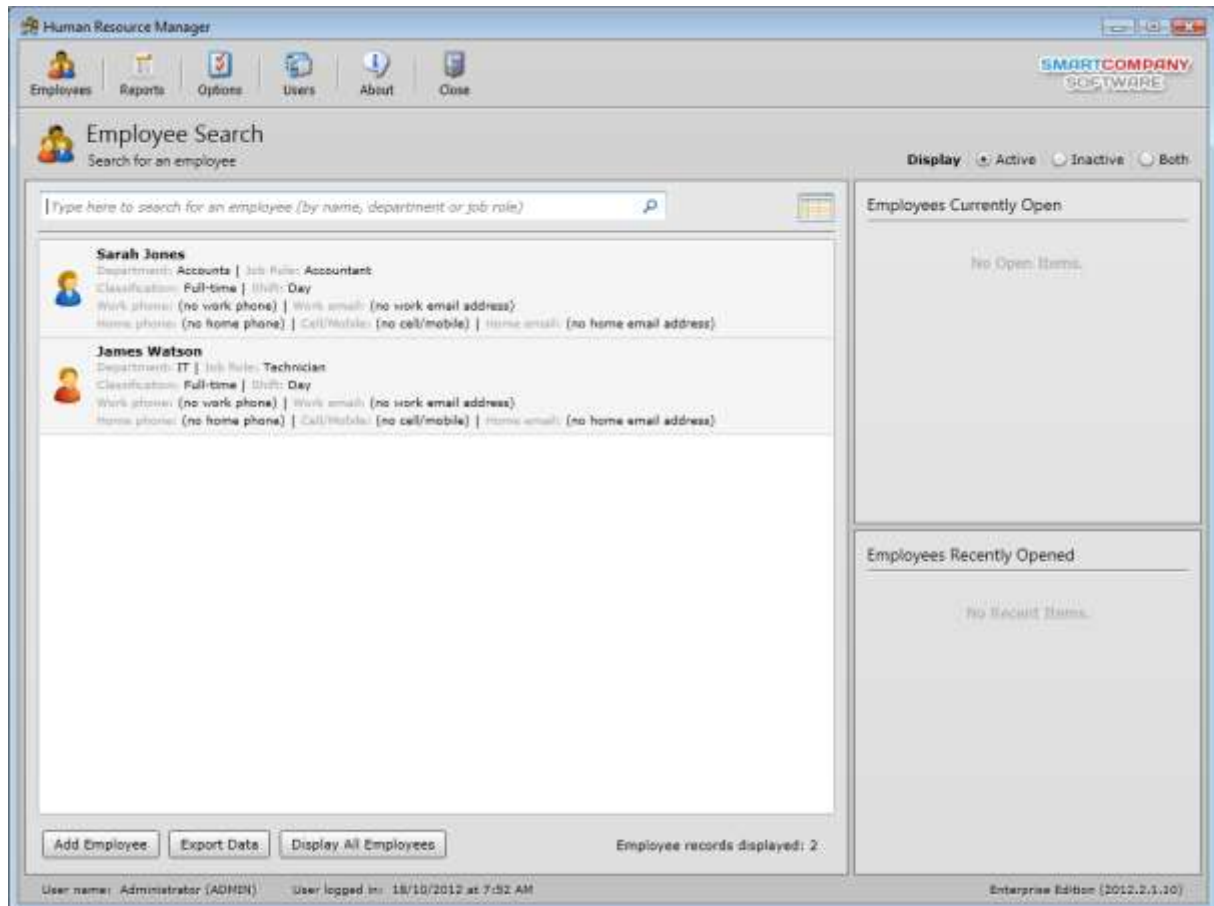 Human Resource Manager
Employees Reports Options Users About Close
SMARTCOMPANY
SOFTWARE
Employee Search
Search for an employee
Display Active Inactive Both
Type here to search for an employee (by name, department or job role)
Sarah Jones
Department: Accounts | Job Role: Accountant
Classification: Full-time | Shift: Day
Work phone: (no work phone) | Work email: (no work email address)
Home phone: (no home phone) | Cell/Mobile: (no cell/mobile) | Home email: (no home email address)
James Watson
Department: IT | Job Role: Technician
Classification: Full-time | Shift: Day
Work phone: (no work phone) | Work email: (no work email address)
Home phone: (no home phone) | Cell/Mobile: (no cell/mobile) | Home email: (no home email address)
Employees Currently Open
No Open Items.
Employees Recently Opened
No Recent Items.
Add Employee Export Data Display All Employees
Employee records displayed: 2
User name: Administrator (ADMIN) User logged in: 18/10/2012 at 7:52 AM
Enterprise Edition (2012.2.1.10)